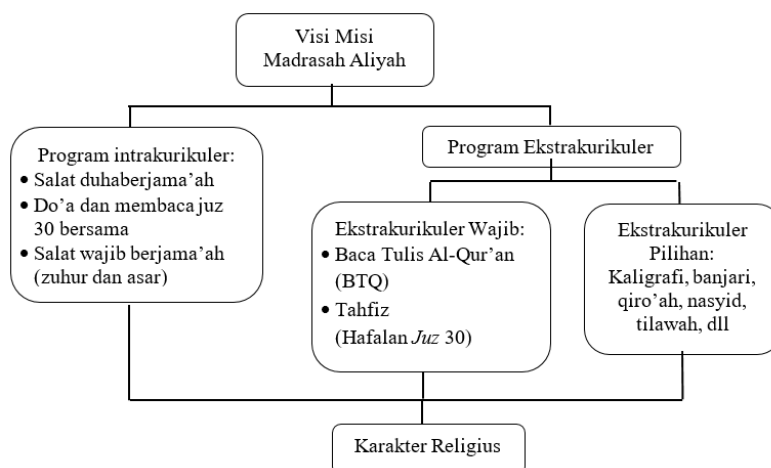 Visi Misi
Madrasah Aliyah
Program intrakurikuler:
• Salat duhaberjama’ah
• Do’a dan membaca juz
30 bersama
• Salat wajib berjama’ah
(zuhur dan asar)
Program Ekstrakurikuler
Ekstrakurikuler Wajib:
• Baca Tulis Al-Qur’an
(BTQ)
• Tahfiz
(Hafalan Juz 30)
Ekstrakurikuler
Pilihan:
Kaligrafi, banjari,
qiro’ah, nasyid,
tilawah, dll
Karakter Religius